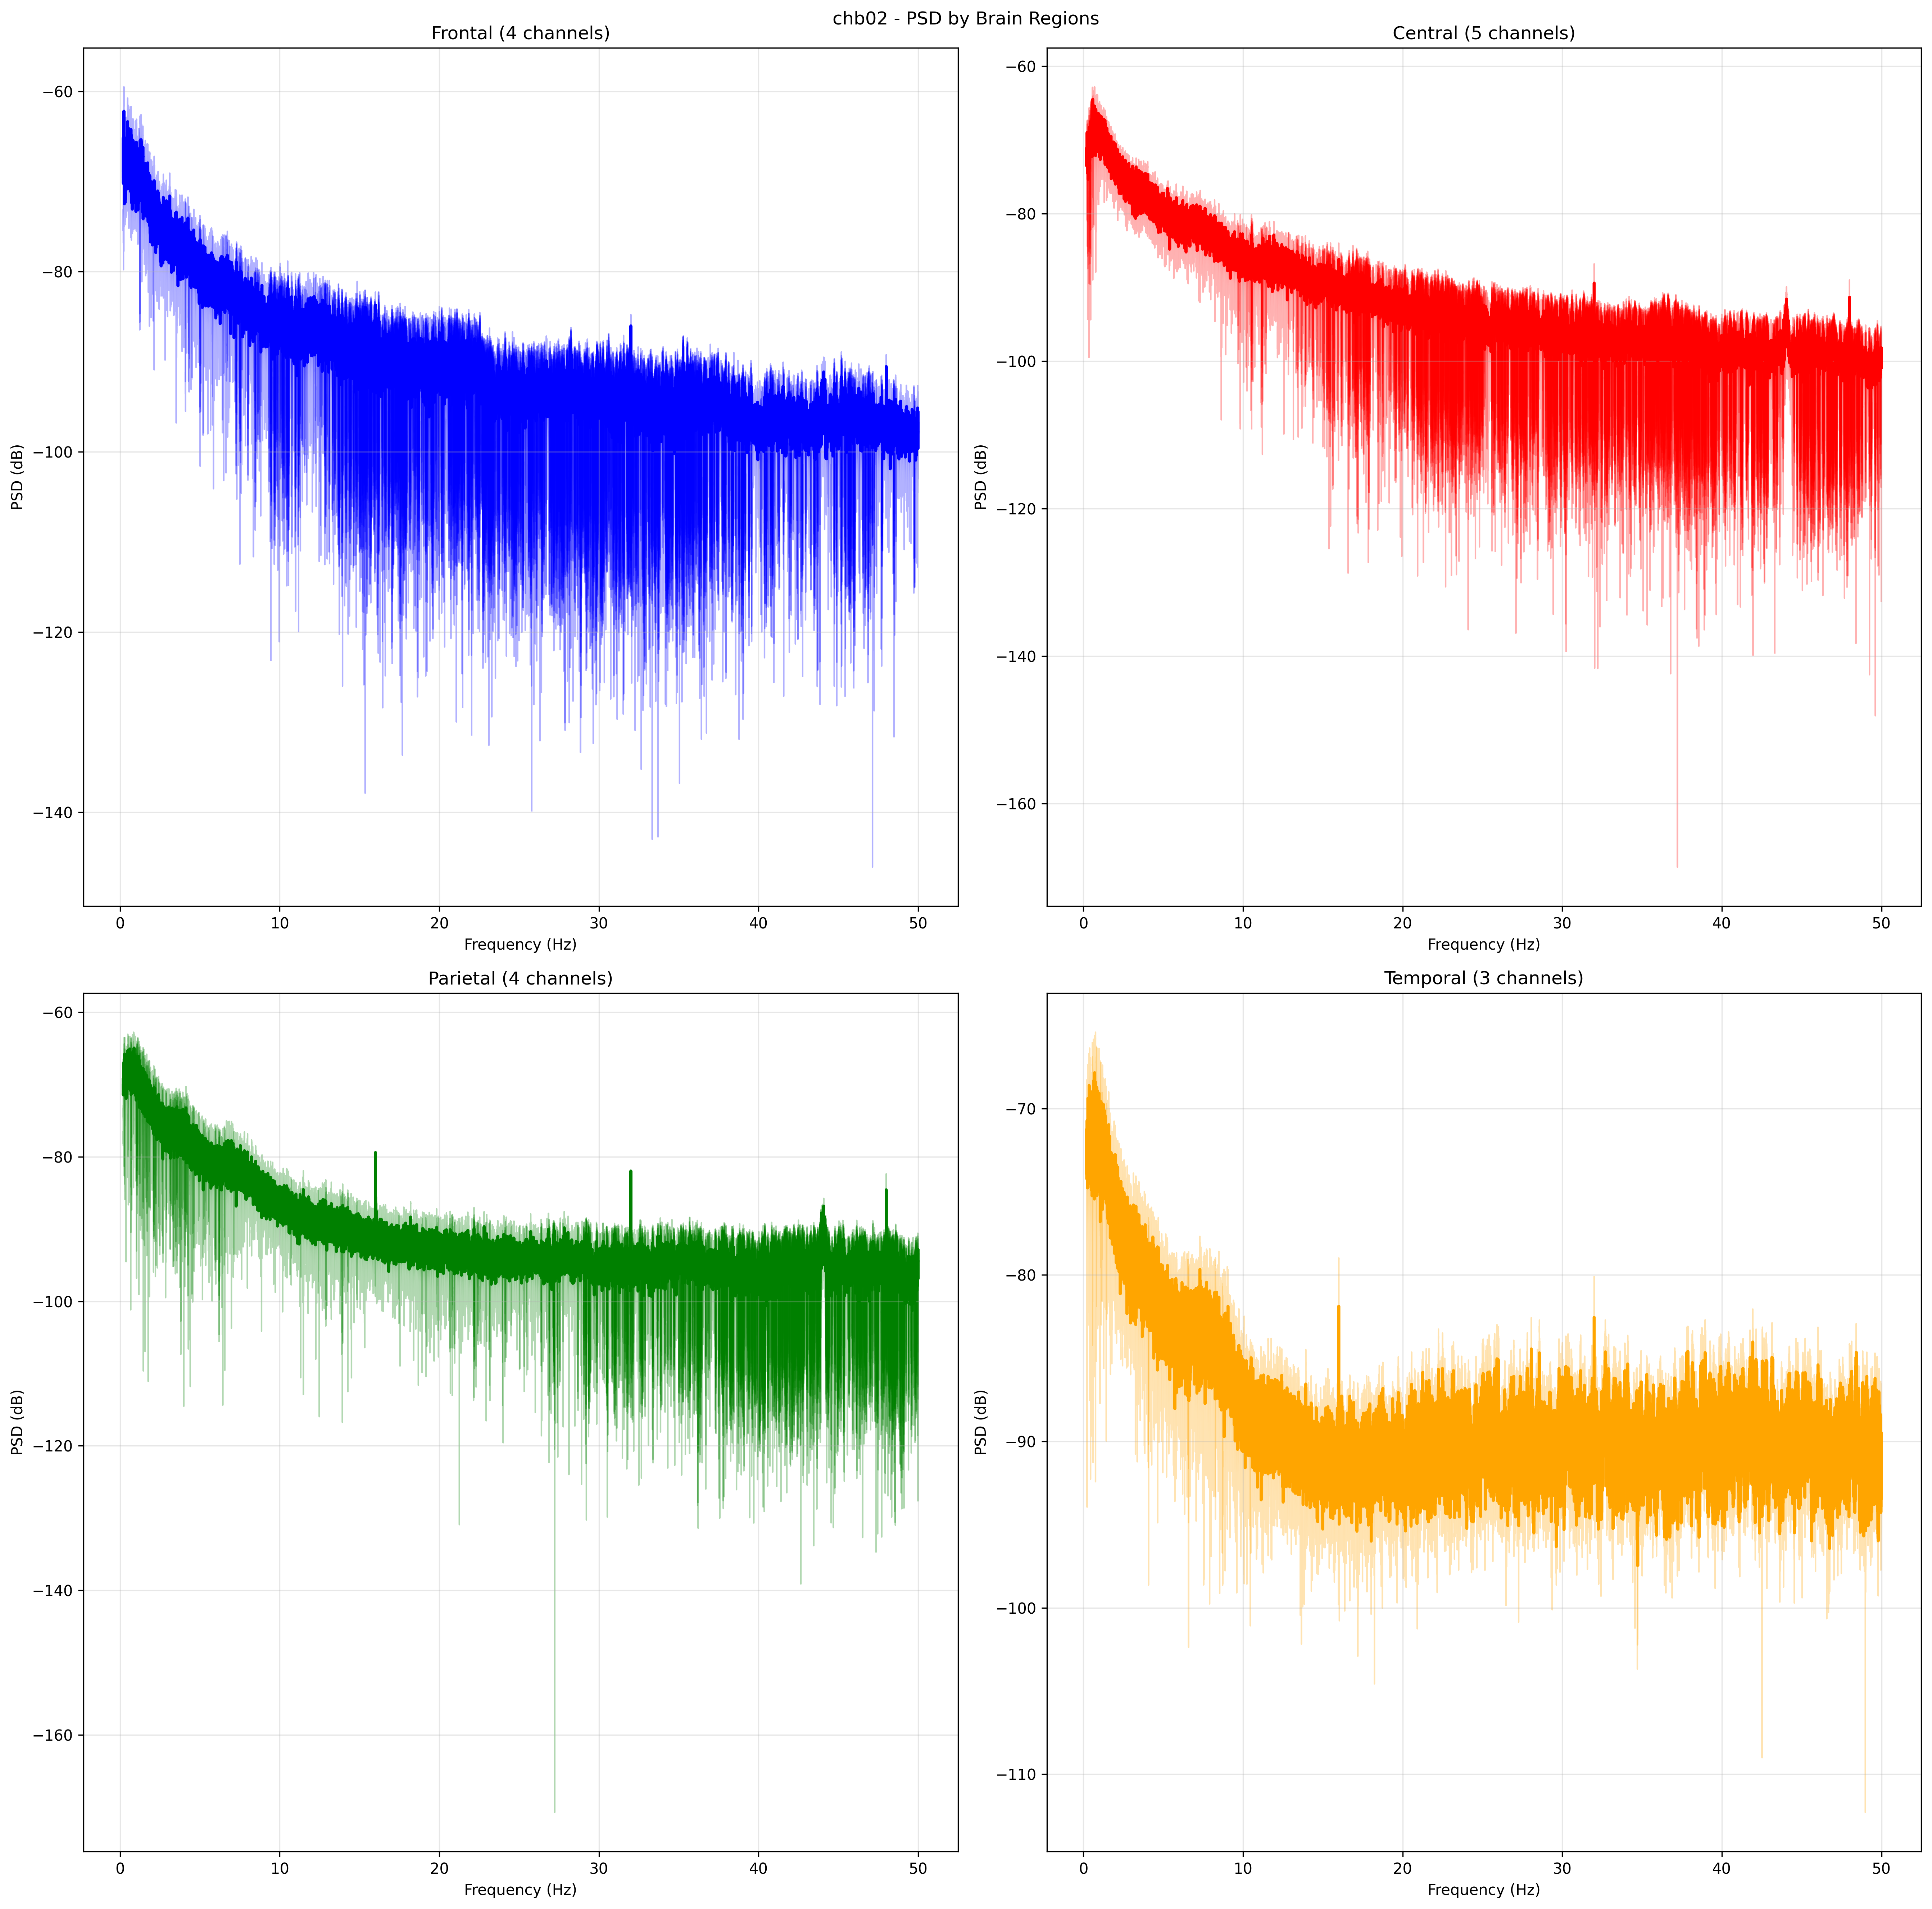 chb02 - PSD by Brain Regions
Frontal (4 channels)
−60
−80
−100
−120
−140
PSD (dB)
0 10 20 30 40 50
Frequency (Hz)
Central (5 channels)
−60
−80
−100
−120
−140
−160
PSD (dB)
0 10 20 30 40 50
Frequency (Hz)
Parietal (4 channels)
−60
−80
−100
−120
−140
−160
PSD (dB)
0 10 20 30 40 50
Frequency (Hz)
Temporal (3 channels)
−70
−80
−90
−100
−110
PSD (dB)
0 10 20 30 40 50
Frequency (Hz)